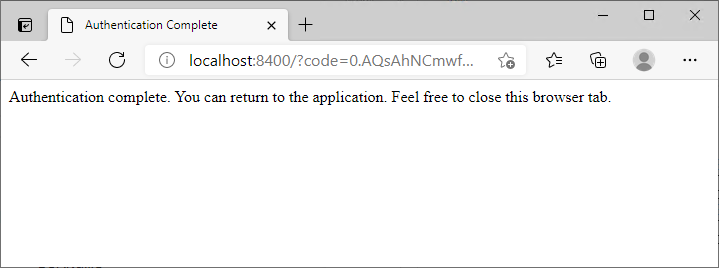 Authentication Complete
localhost:8400/?code=0.AQsAhNCmwf...
Authentication complete. You can return to the application. Feel free to close this browser tab.